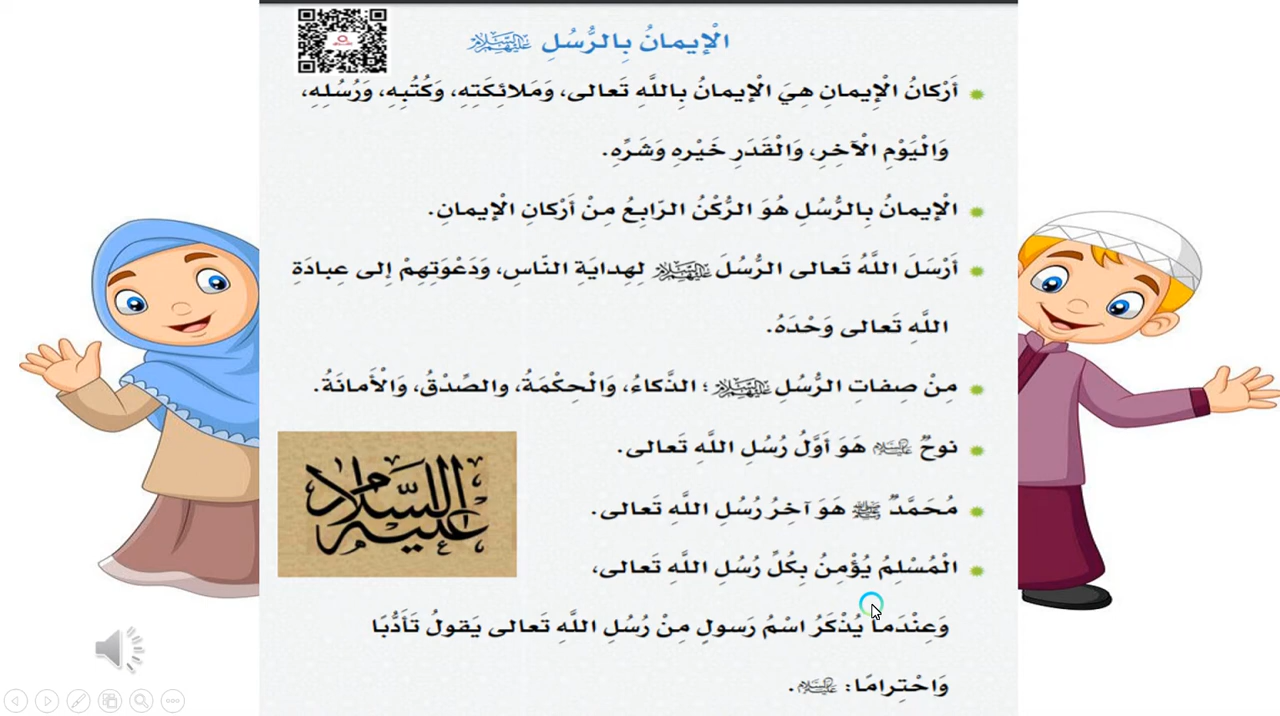 الْإيمانُ بِالرُّسُلِ عليهم السلام
أَرْكانُ الْإِيمانِ هِيَ الْإيمانُ بِاللَّهِ تَعالى، وَمَلائِكَتِهِ، وَكُتُبِهِ، وَرُسُلِهِ،
وَالْيَوْمِ الْآخِرِ، وَالْقَدَرِ خَيْرِهِ وَشَرِّهِ.
الْإيمانُ بِالرُّسُلِ هُوَ الرُّكْنُ الرّابِعُ مِنْ أَرْكانِ الْإيمانِ.
أَرْسَلَ اللَّهُ تَعالى الرُّسُلَ عليهم السلام لِهِدايَةِ النّاسِ، وَدَعْوَتِهِمْ إِلى عِبادَةِ
اللَّهِ تَعالى وَحْدَهُ.
مِنْ صِفاتِ الرُّسُلِ عليهم السلام؛ الذَّكاءُ، وَالْحِكْمَةُ، والصِّدْقُ، وَالْأَمانَةُ.
نوحٌ عليه السلام هَوَ أَوَّلُ رُسُلِ اللَّهِ تَعالى.
مُحَمَّدٌ ﷺ هَوَ آخِرُ رُسُلِ اللَّهِ تَعالى.
عليه السلام
الْمُسْلِمُ يُؤْمِنُ بِكُلِّ رُسُلِ اللَّهِ تَعالى،
وَعِنْدَما يُذْكَرُ اسْمُ رَسولٍ مِنْ رُسُلِ اللَّهِ تَعالى يَقولُ تَأَدُّبًا
وَاحْتِرامًا: عليه السلام.